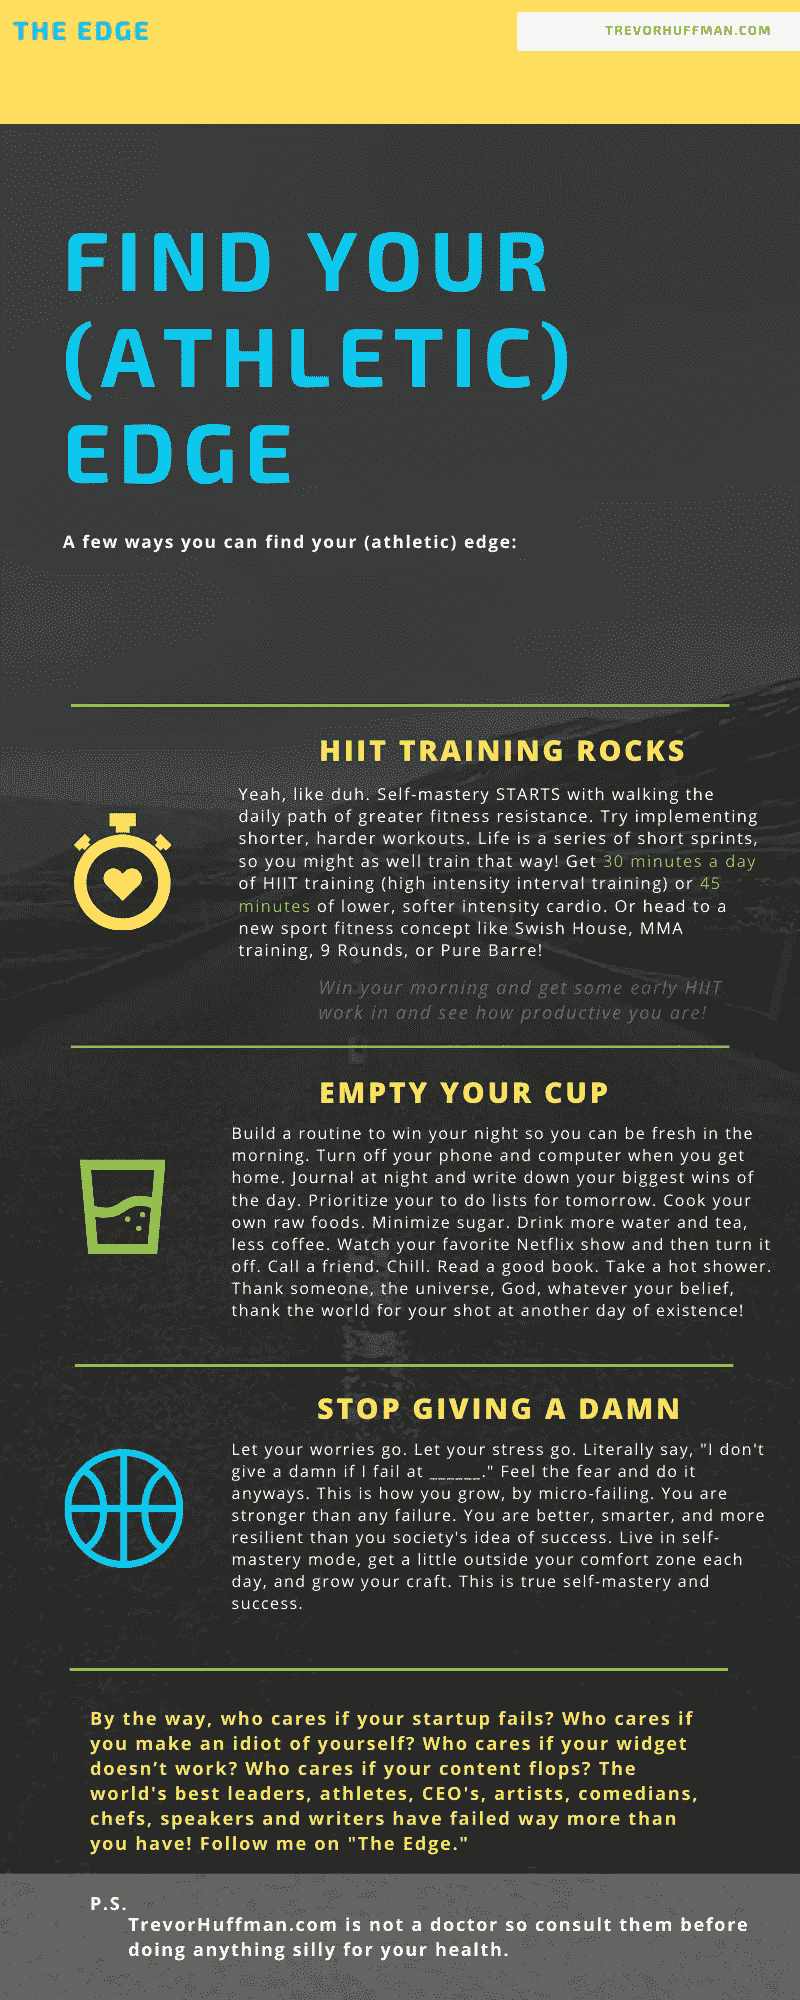 THE EDGE
TREVORHUFFMAN.COM
FIND YOUR
(ATHLETIC)
EDGE
A few ways you can find your (athletic) edge:
HIIT TRAINING ROCKS
Yeah, like duh. Self-mastery STARTS with walking the
daily path of greater fitness resistance. Try implementing
shorter, harder workouts. Life is a series of short sprints,
so you might as well train that way! Get 30 minutes a day
of HIIT training (high intensity interval training) or 45
minutes of lower, softer intensity cardio. Or head to a
new sport fitness concept like Swish House, MMA
training, 9 Rounds, or Pure Barre!
Win your morning and get some early HIIT
work in and see how productive you are!
EMPTY YOUR CUP
Build a routine to win your night so you can be fresh in the
morning. Turn off your phone and computer when you get
home. Journal at night and write down your biggest wins of
the day. Prioritize your to do lists for tomorrow. Cook your
own raw foods. Minimize sugar. Drink more water and tea,
less coffee. Watch your favorite Netflix show and then turn it
off. Call a friend. Chill. Read a good book. Take a hot shower.
Thank someone, the universe, God, whatever your belief,
thank the world for your shot at another day of existence!
STOP GIVING A DAMN
Let your worries go. Let your stress go. Literally say, "I don't
give a damn if I fail at ______." Feel the fear and do it
anyways. This is how you grow, by micro-failing. You are
stronger than any failure. You are better, smarter, and more
resilient than you society's idea of success. Live in self-
mastery mode, get a little outside your comfort zone each
day, and grow your craft. This is true self-mastery and
success.
By the way, who cares if your startup fails? Who cares if
you make an idiot of yourself? Who cares if your widget
doesn't work? Who cares if your content flops? The
world's best leaders, athletes, CEO's, artists, comedians,
chefs, speakers and writers have failed way more than
you have! Follow me on "The Edge."
P.S.
TrevorHuffman.com is not a doctor so consult them before
doing anything silly for your health.